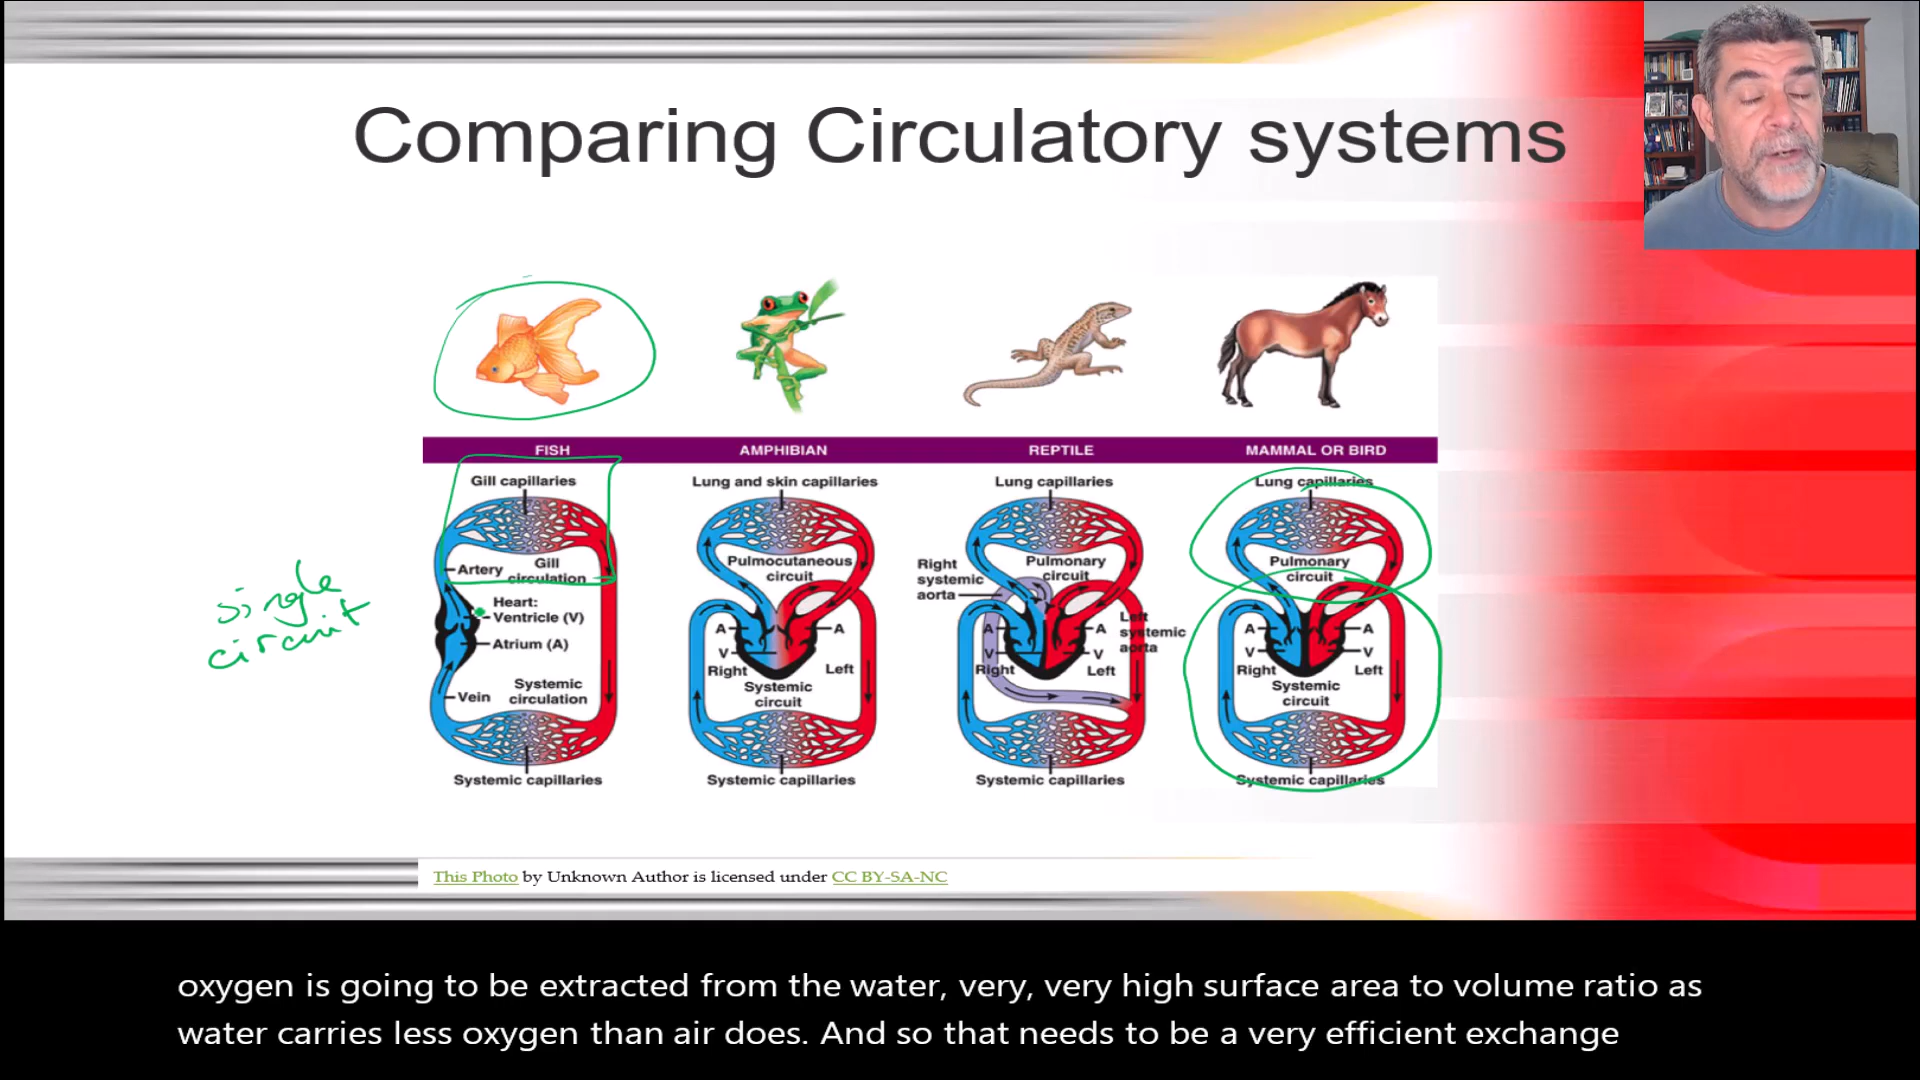 Comparing Circulatory systems
FISH
AMPHIBIAN
REPTILE
MAMMAL OR BIRD
Gill capillaries
Artery
Gill
circulation
Heart:
Ventricle (V)
Atrium (A)
Vein
Systemic
circulation
Systemic capillaries
Lung and skin capillaries
Pulmocutaneous
circuit
A
A
V
V
Right
Left
Systemic
circuit
Systemic capillaries
Lung capillaries
Right
systemic
aorta
Pulmonary
circuit
Left
systemic
aorta
A
A
V
V
Right
Left
Systemic capillaries
Lung capillaries
Pulmonary
circuit
A
A
V
V
Right
Left
Systemic
circuit
Systemic capillaries
single
circuit
This Photo by Unknown Author is licensed under CC BY-SA-NC
oxygen is going to be extracted from the water, very, very high surface area to volume ratio as
water carries less oxygen than air does. And so that needs to be a very efficient exchange